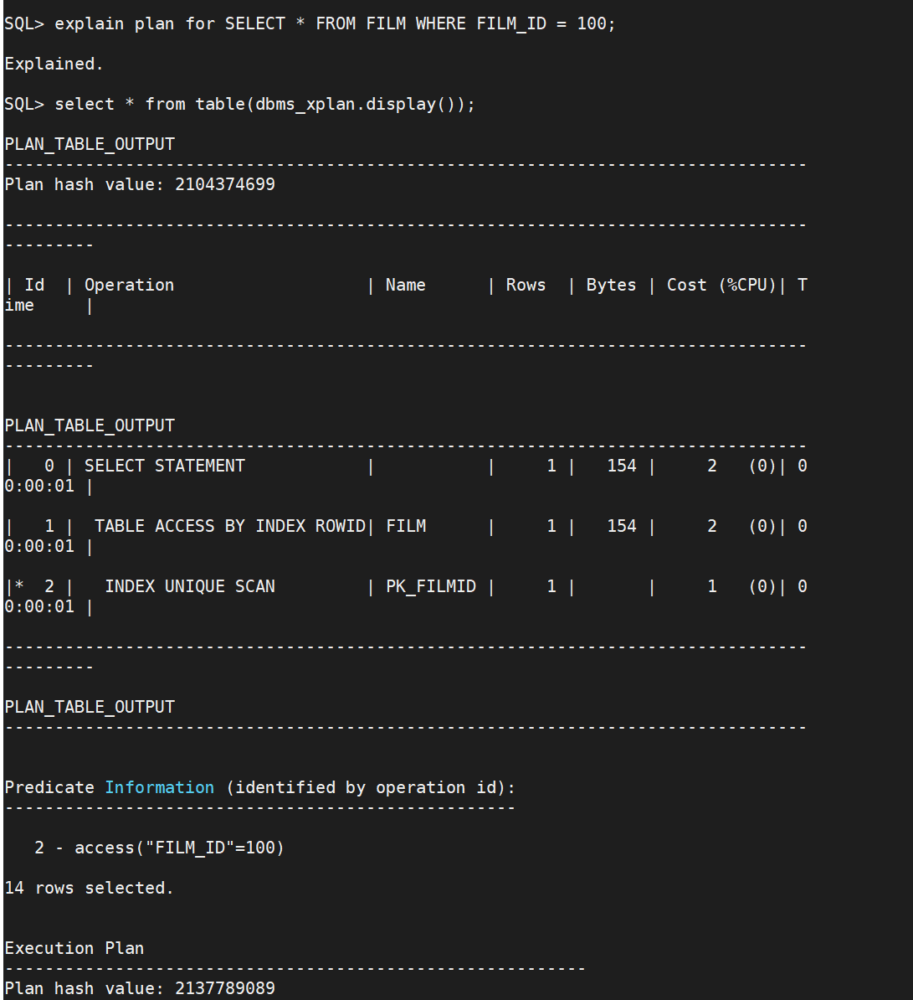 SQL> explain plan for SELECT * FROM FILM WHERE FILM_ID = 100;
Explained.
SQL> select * from table(dbms_xplan.display());
PLAN_TABLE_OUTPUT
--------------------------------------------------------------------------------
Plan hash value: 2104374699
--------------------------------------------------------------------------------
---------
| Id  | Operation                   | Name      | Rows  | Bytes | Cost (%CPU)| T
ime     |
--------------------------------------------------------------------------------
---------
PLAN_TABLE_OUTPUT
--------------------------------------------------------------------------------
|   0 | SELECT STATEMENT            |           |     1 |   154 |     2   (0)| 0
0:00:01 |
|   1 |  TABLE ACCESS BY INDEX ROWID| FILM      |     1 |   154 |     2   (0)| 0
0:00:01 |
|*  2 |   INDEX UNIQUE SCAN         | PK_FILMID |     1 |       |     1   (0)| 0
0:00:01 |
--------------------------------------------------------------------------------
---------
PLAN_TABLE_OUTPUT
--------------------------------------------------------------------------------
Predicate Information (identified by operation id):
---------------------------------------------------
   2 - access("FILM_ID"=100)
14 rows selected.
Execution Plan
----------------------------------------------------------
Plan hash value: 2137789089